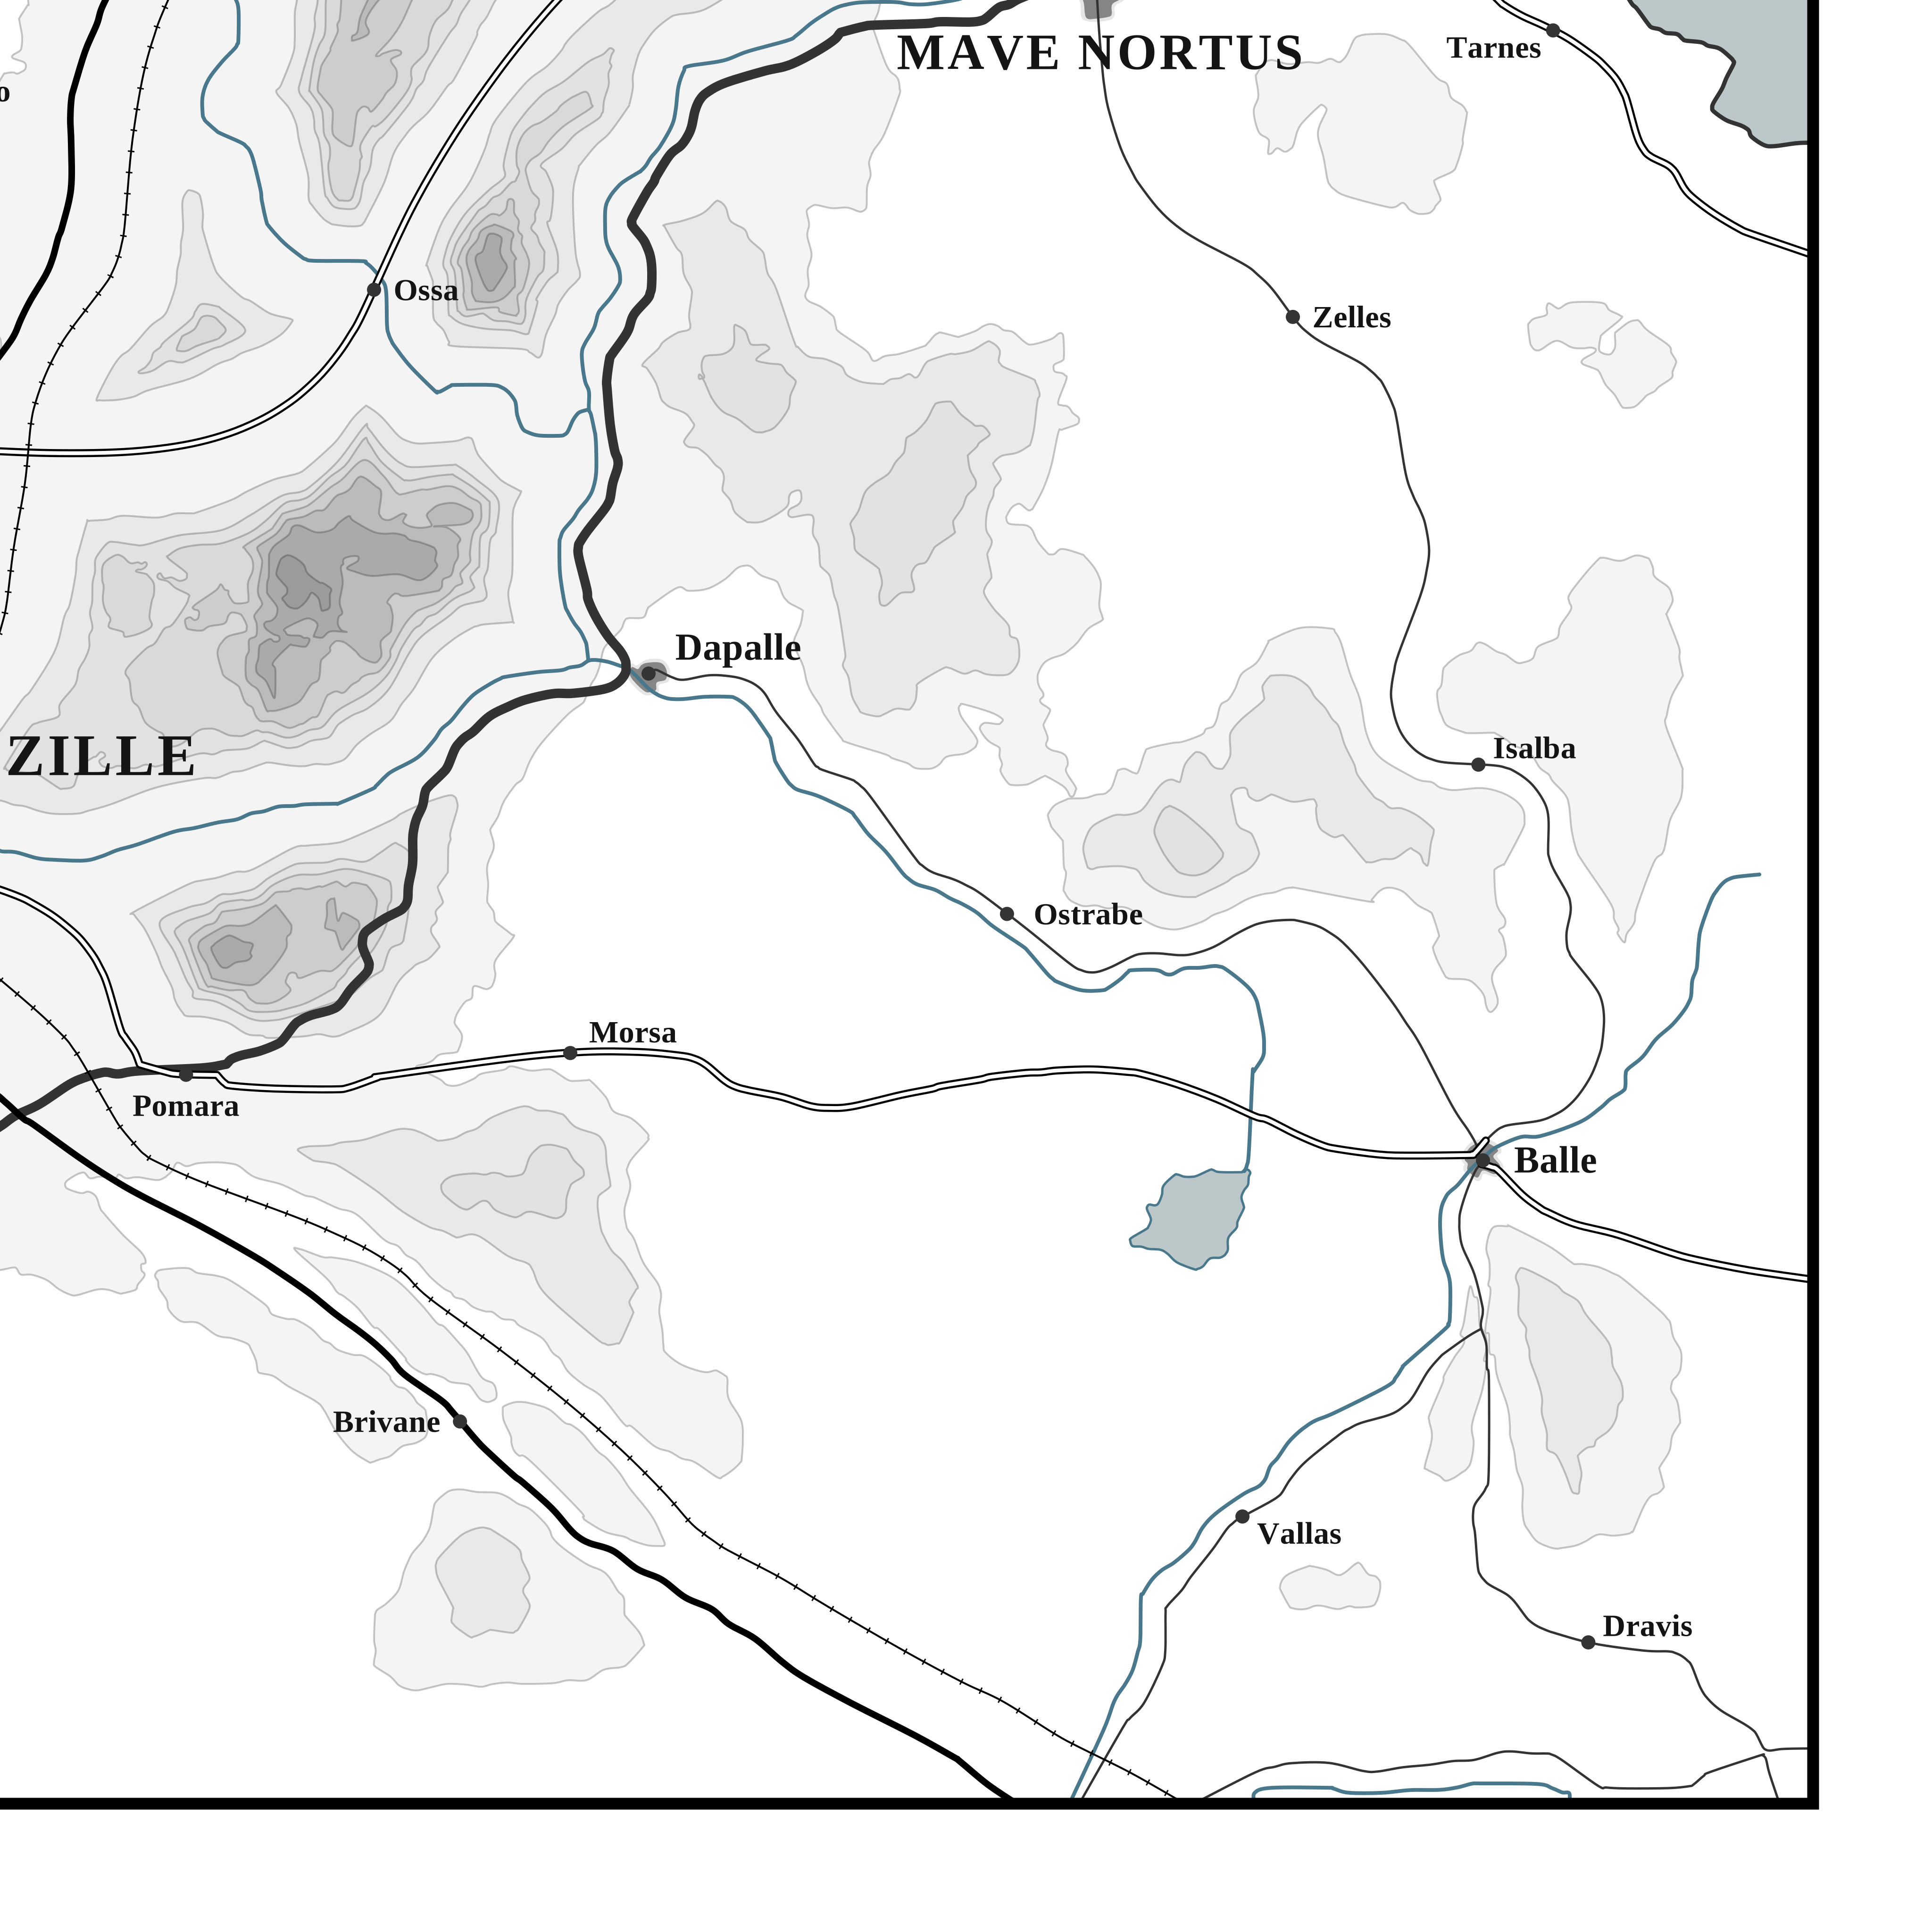 MAVE NORTUS
Tarnes
o
Ossa
Zelles
Dapalle
ZILLE
Isalba
Ostrabe
Morsa
Pomara
Balle
Brivane
Vallas
Dravis